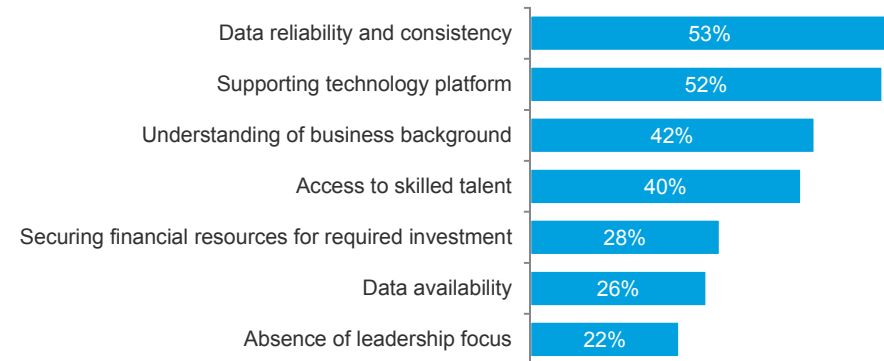 Data reliability and consistency 53%
Supporting technology platform 52%
Understanding of business background 42%
Access to skilled talent 40%
Securing financial resources for required investment 28%
Data availability 26%
Absence of leadership focus 22%